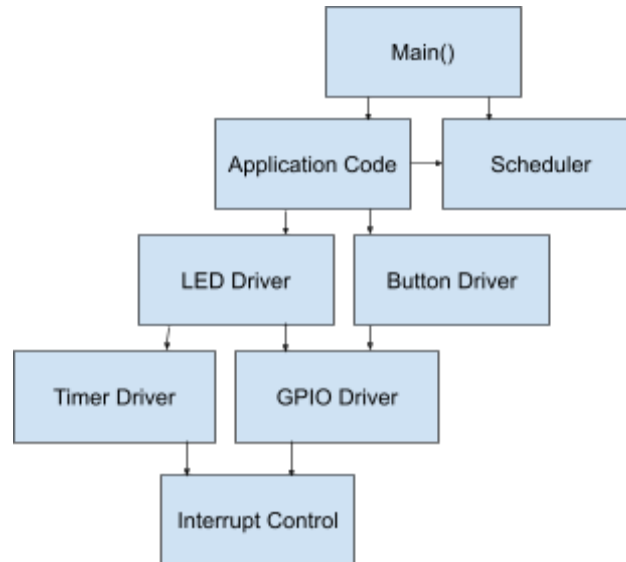 Main()
Application Code
Scheduler
LED Driver
Button Driver
Timer Driver
GPIO Driver
Interrupt Control